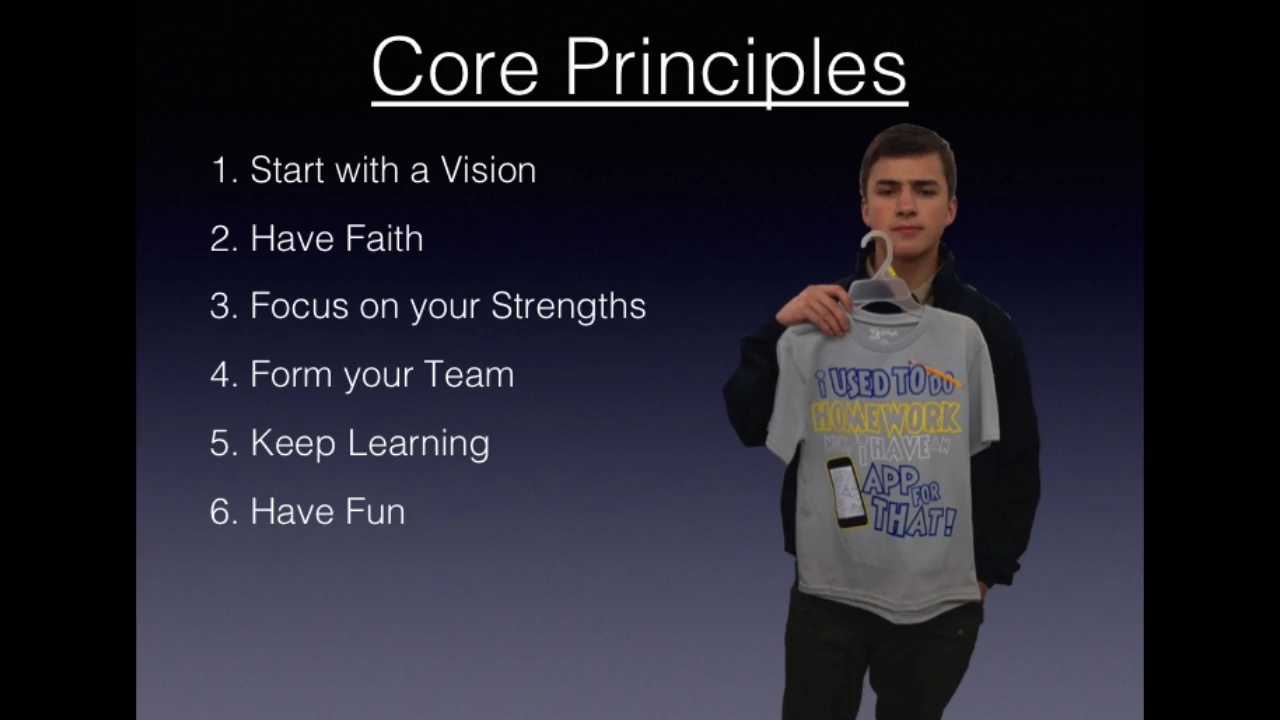 Core Principles
1. Start with a Vision
2. Have Faith
3. Focus on your Strengths
4. Form your Team
5. Keep Learning
6. Have Fun
i USED TO DO
HOMEWORK
i HAVE AN
APP
FOR
THAT!